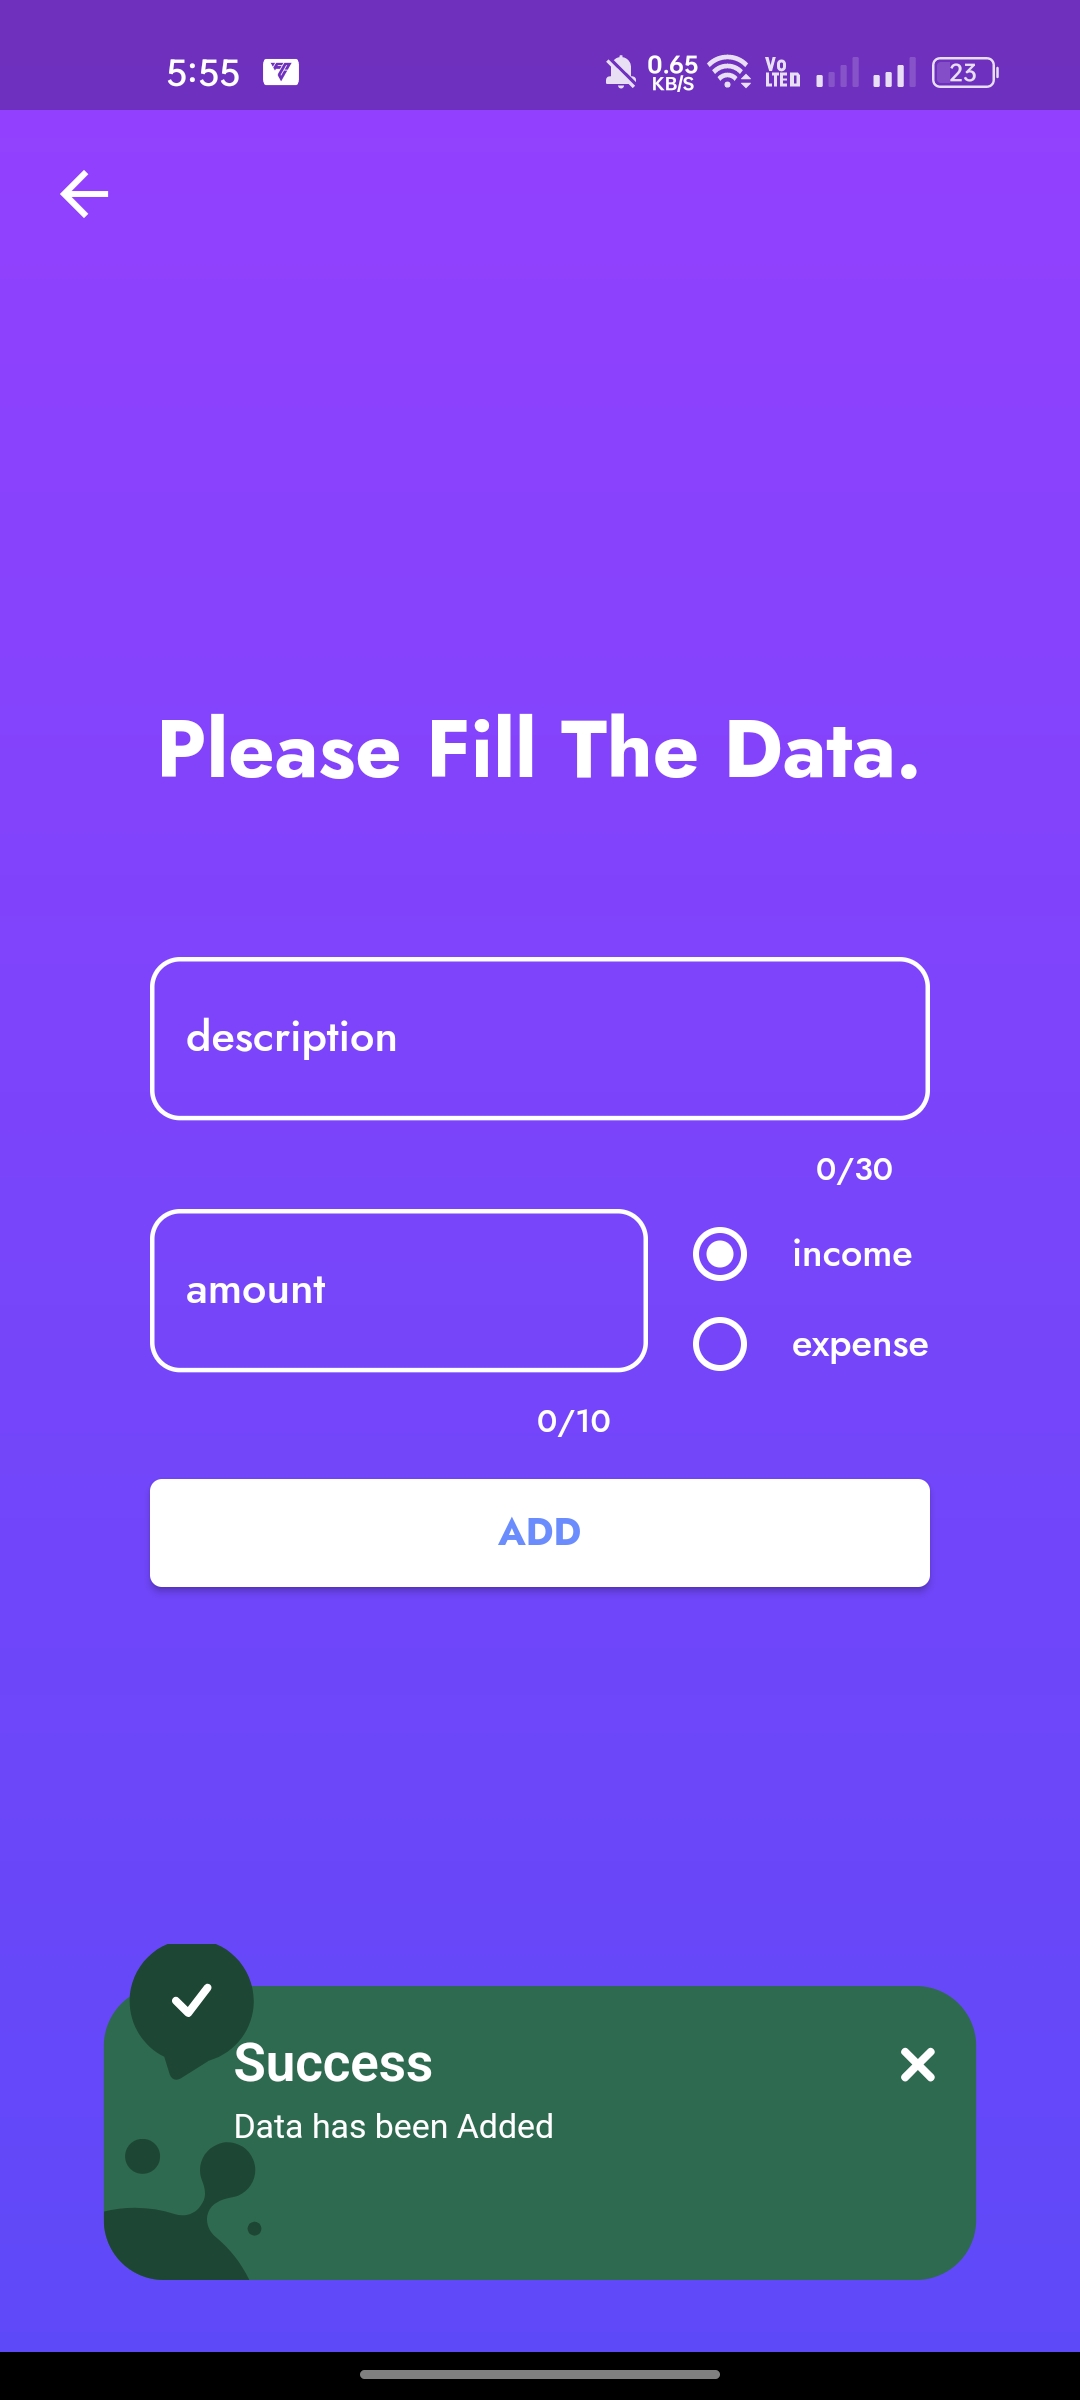 5:55
0.65
KB/S
Vo
LTE D
23
Please Fill The Data.
description
0/30
amount
income
expense
0/10
ADD
Success
Data has been Added